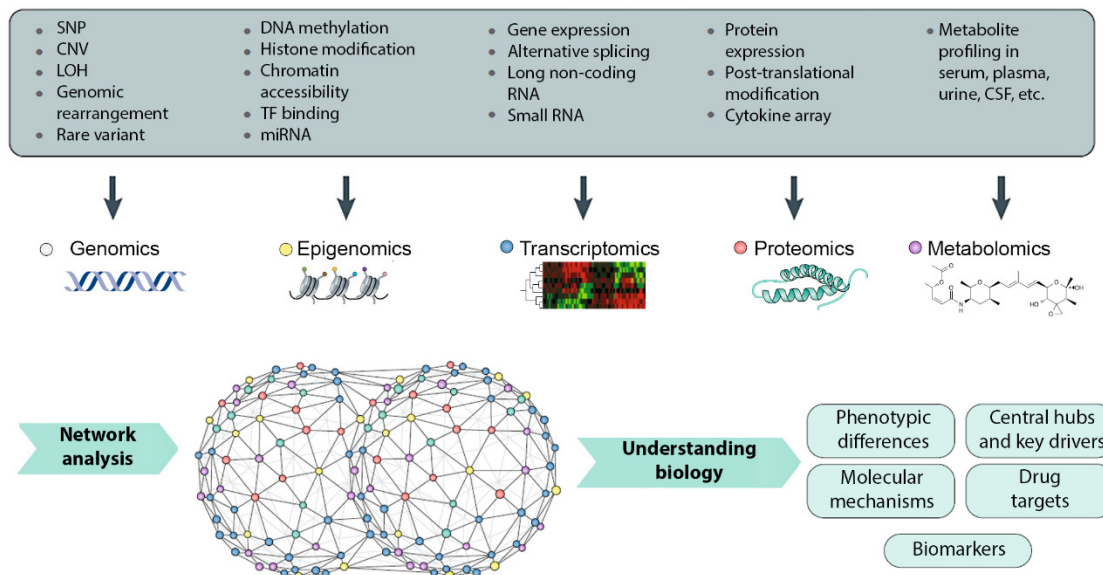 SNP
CNV
LOH
Genomic
rearrangement
Rare variant
DNA methylation
Histone modification
Chromatin
accessibility
TF binding
miRNA
Gene expression
Alternative splicing
Long non-coding
RNA
Small RNA
Protein
expression
Post-translational
modification
Cytokine array
Metabolite
profiling in
serum, plasma,
urine, CSF, etc.
Genomics
Epigenomics
Transcriptomics
Proteomics
Metabolomics
O
O
N
H
O
O
HO
O
OH
O
Network
analysis
Understanding
biology
Phenotypic
differences
Central hubs
and key drivers
Molecular
mechanisms
Drug
targets
Biomarkers